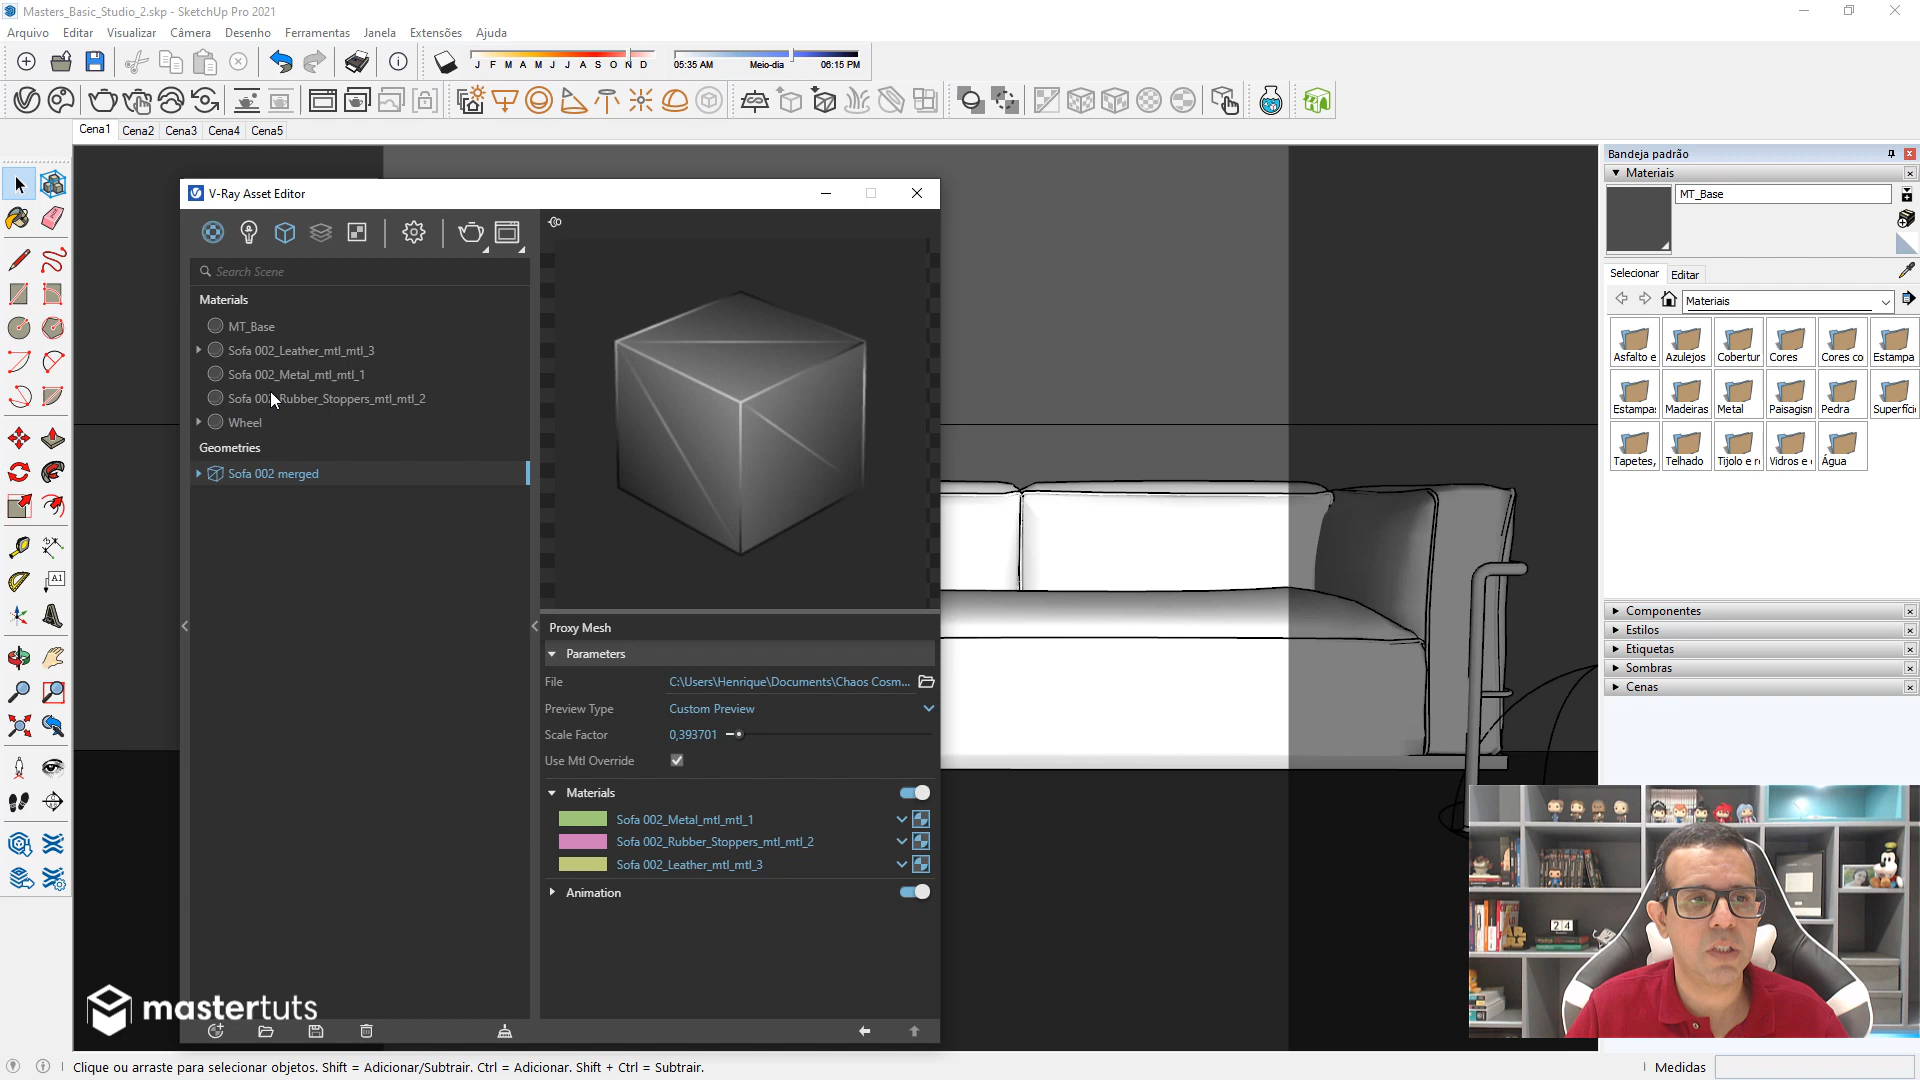 Masters_Basic_Studio_2.skp - SketchUp Pro 2021
Arquivo Editar Visualizar Câmera Desenho Ferramentas Janela Extensões Ajuda
J F M A M J J A S O N D
05:35 AM Meio-dia 06:15 PM
Cena1 Cena2 Cena3 Cena4 Cena5
V-Ray Asset Editor
Search Scene
Materials
MT_Base
Sofa 002_Leather_mtl_mtl_3
Sofa 002_Metal_mtl_mtl_1
Sofa 002_Rubber_Stoppers_mtl_mtl_2
Wheel
Geometries
Sofa 002 merged
Proxy Mesh
Parameters
File C:\Users\Henrique\Documents\Chaos Cosm...
Preview Type Custom Preview
Scale Factor 0,393701
Use Mtl Override
Materials
Sofa 002_Metal_mtl_mtl_1
Sofa 002_Rubber_Stoppers_mtl_mtl_2
Sofa 002_Leather_mtl_mtl_3
Animation
Bandeja padrão
Materiais
MT_Base
Selecionar Editar
Materiais
Asfalto e Azulejos Cobertur Cores Cores co Estampa
Estampa: Madeiras Metal Paisagisn Pedra Superfíci
Tapetes, Telhado Tijolo e r Vidros e Água
Componentes
Estilos
Etiquetas
Sombras
Cenas
A1
24
mastertuts
Clique ou arraste para selecionar objetos. Shift = Adicionar/Subtrair. Ctrl = Adicionar. Shift + Ctrl = Subtrair.
Medidas